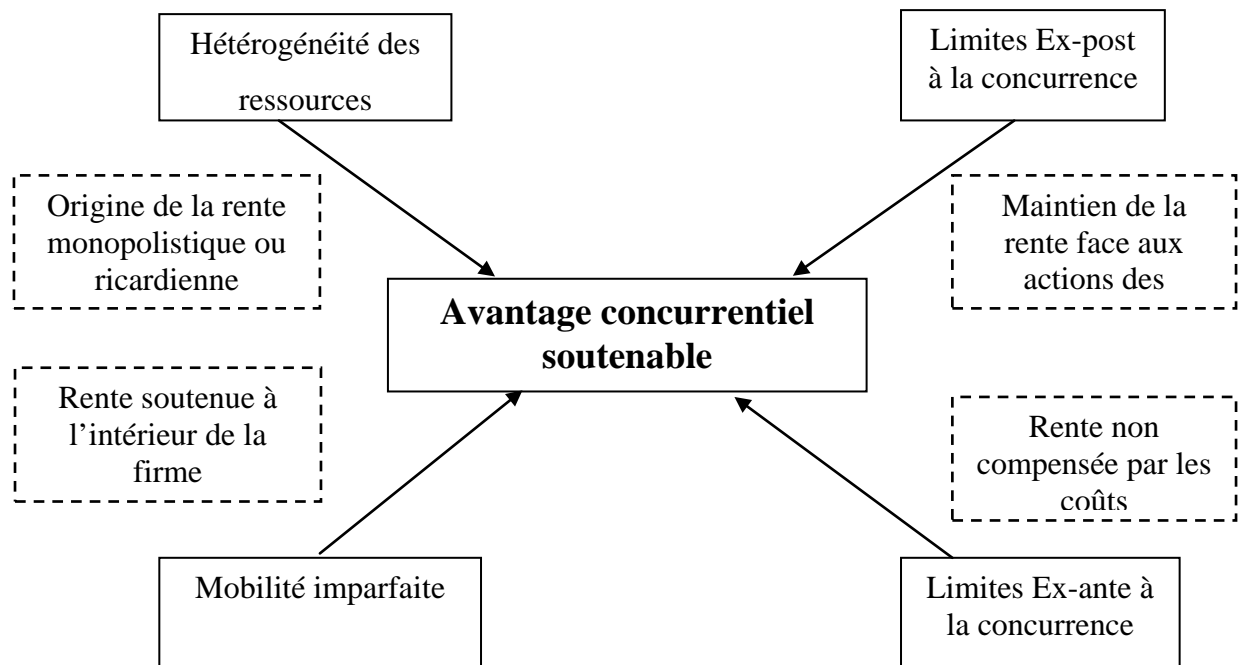 Hétérogénéité des
ressources
Limites Ex-post
à la concurrence
Origine de la rente
monopolistique ou
ricardienne
Maintien de la
rente face aux
actions des
Avantage concurrentiel
soutenable
Rente soutenue à
l’intérieur de la
firme
Rente non
compensée par les
coûts
Mobilité imparfaite
Limites Ex-ante à
la concurrence